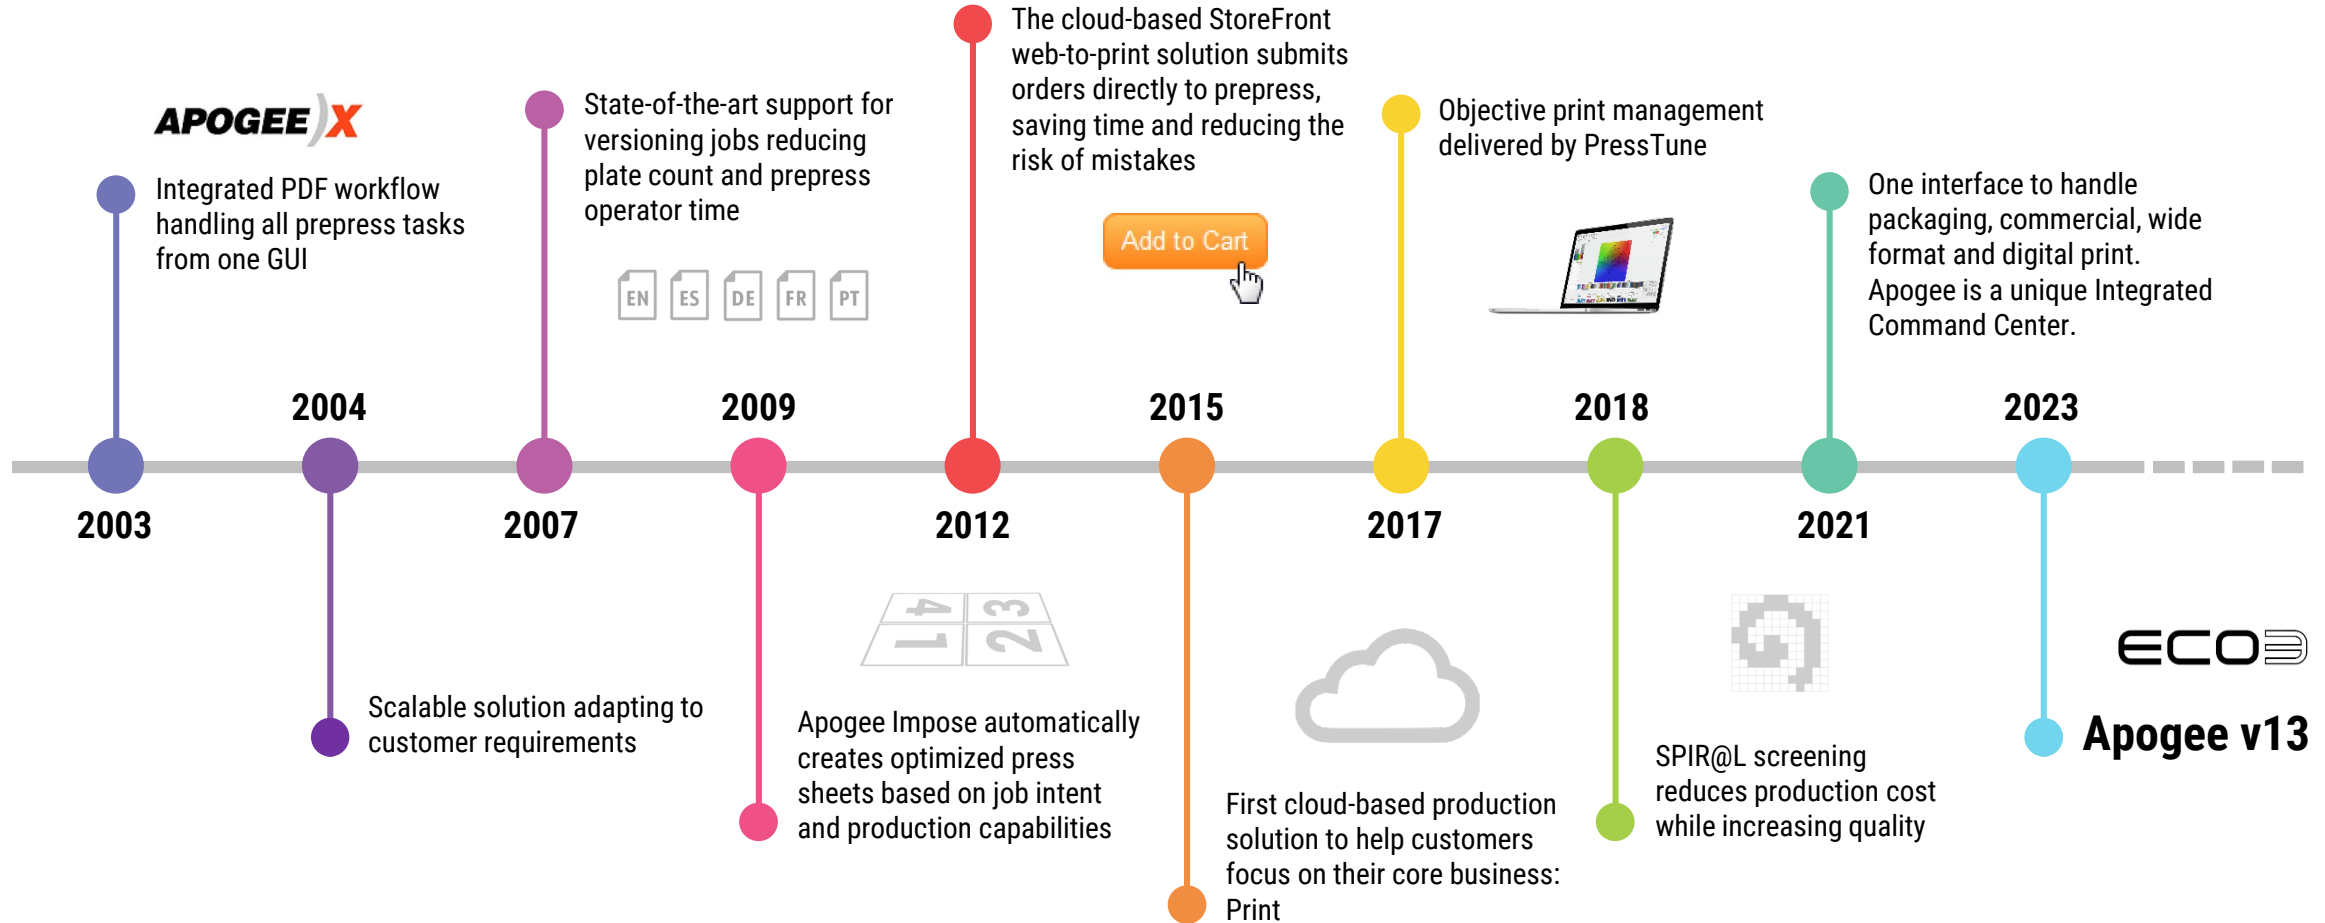 APOGEE X
Integrated PDF workflow
handling all prepress tasks
from one GUI
2003
2004
Scalable solution adapting to
customer requirements
State-of-the-art support for
versioning jobs reducing
plate count and prepress
operator time
EN ES DE FR PT
2007
2009
4 3
1 2
Apogee Impose automatically
creates optimized press
sheets based on job intent
and production capabilities
The cloud-based StoreFront
web-to-print solution submits
orders directly to prepress,
saving time and reducing the
risk of mistakes
Add to Cart
2012
2015
First cloud-based production
solution to help customers
focus on their core business:
Print
Objective print management
delivered by PressTune
2017
2018
SPIR@L screening
reduces production cost
while increasing quality
One interface to handle
packaging, commercial, wide
format and digital print.
Apogee is a unique Integrated
Command Center.
2021
2023
ECO3
Apogee v13